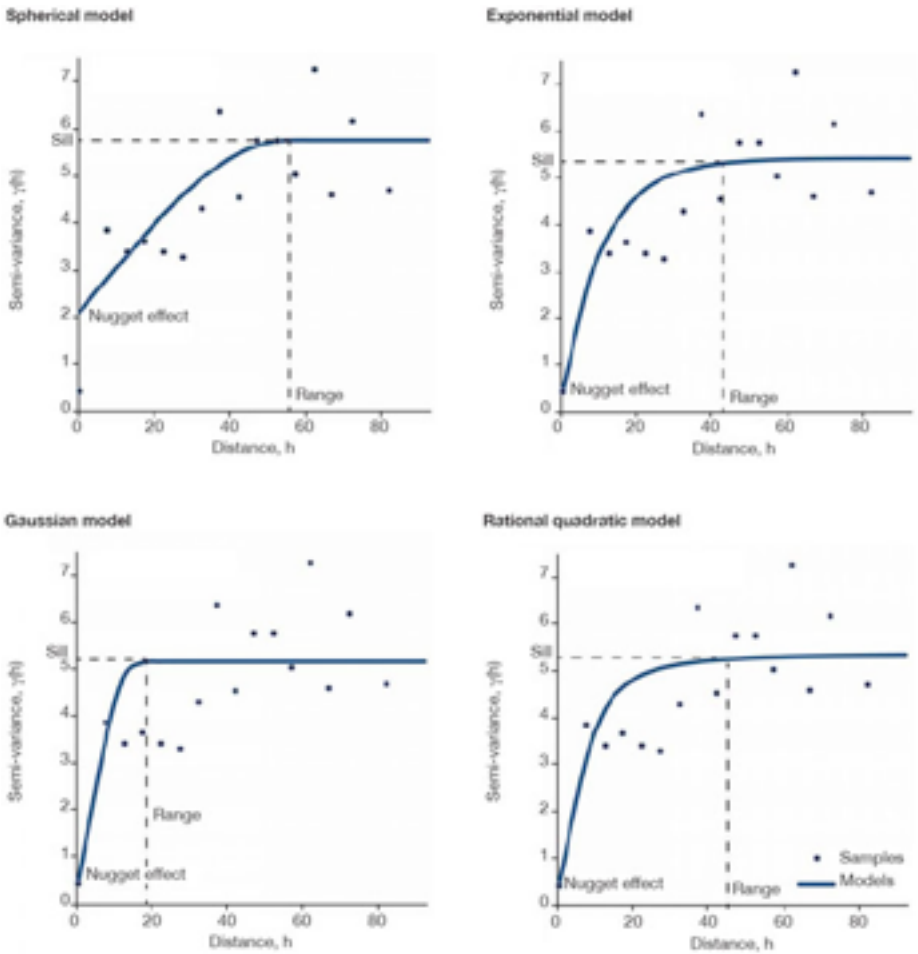 Spherical model
7
6
Sill
5
4
3
2
1
0
Semi-variance, γ(h)
Nugget effect
Range
0 20 40 60 80
Distance, h
Exponential model
7
6
Sill
5
4
3
2
1
0
Semi-variance, γ(h)
Nugget effect
Range
0 20 40 60 80
Distance, h
Gaussian model
7
6
Sill
5
4
3
2
1
0
Semi-variance, γ(h)
Range
Nugget effect
0 20 40 60 80
Distance, h
Rational quadratic model
7
6
Sill
5
4
3
2
1
0
Semi-variance, γ(h)
Samples
Models
Nugget effect
Range
0 20 40 60 80
Distance, h